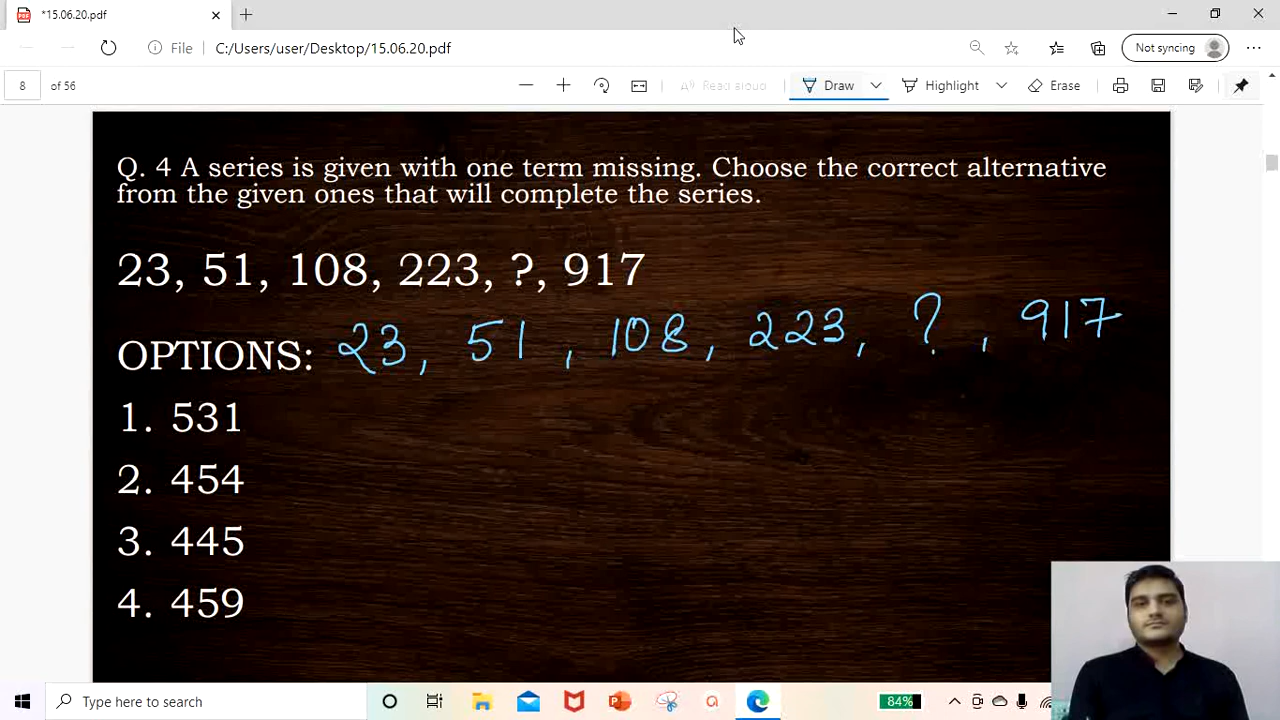 *15.06.20.pdf
File C:/Users/user/Desktop/15.06.20.pdf Not syncing
8 of 56 Read aloud Draw Highlight Erase
Q. 4 A series is given with one term missing. Choose the correct alternative
from the given ones that will complete the series.
23, 51, 108, 223, ?, 917
OPTIONS: 23, 51, 108, 223, ?, 917
1. 531
2. 454
3. 445
4. 459
Type here to search 84%